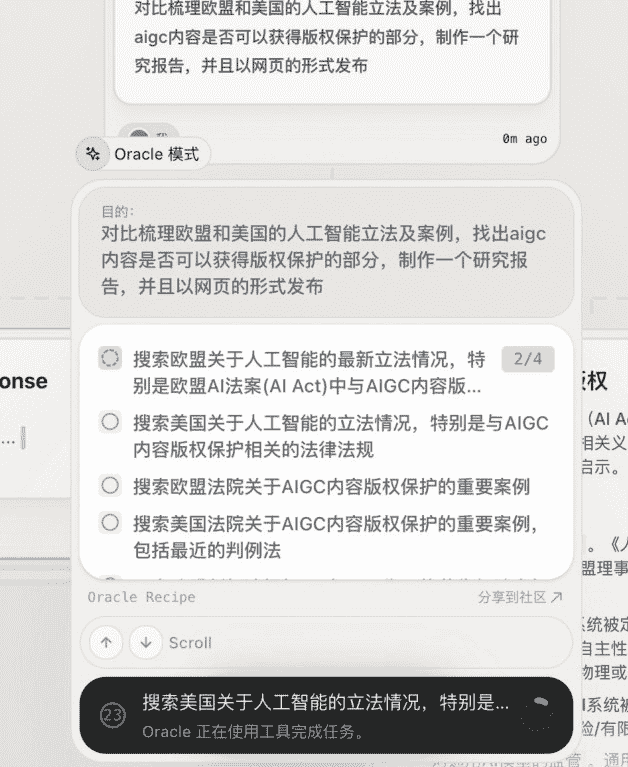 对比梳理欧盟和美国的人工智能立法及案例，找出
aigc内容是否可以获得版权保护的部分，制作一个研
究报告，并且以网页的形式发布
0m ago
Oracle 模式
目的：
对比梳理欧盟和美国的人工智能立法及案例，找出aigc
内容是否可以获得版权保护的部分，制作一个研究报
告，并且以网页的形式发布
搜索欧盟关于人工智能的最新立法情况，特
2/4
别是欧盟AI法案(AI Act)中与AIGC内容版...
搜索美国关于人工智能的立法情况，特别是与AIGC
内容版权保护相关的法律法规
搜索欧盟法院关于AIGC内容版权保护的重要案例
搜索美国法院关于AIGC内容版权保护的重要案例，
包括最近的判例法
Oracle Recipe
分享到社区
Scroll
23
搜索美国关于人工智能的立法情况，特别是...
Oracle 正在使用工具完成任务。
onse
...
权
（AI A
相关义
启示。
。《人
盟理事
系统被定
自主性
物理或
I系统被
险/有限